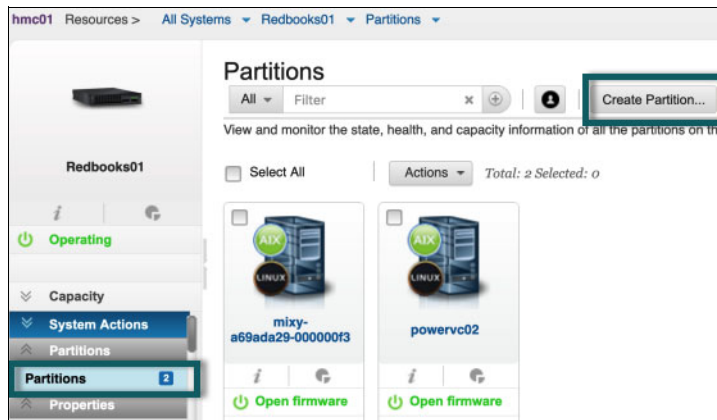 hmc01 Resources > All Systems Redbooks01 Partitions
Partitions
All Filter Create Partition...
View and monitor the state, health, and capacity information of all the partitions on th
Redbooks01
Select All Actions Total: 2 Selected: 0
Operating
AIX AIX
LINUX LINUX
Capacity
System Actions
mixy-
a69ada29-000000f3
powervc02
Partitions
Partitions 2
Open firmware Open firmware
Properties